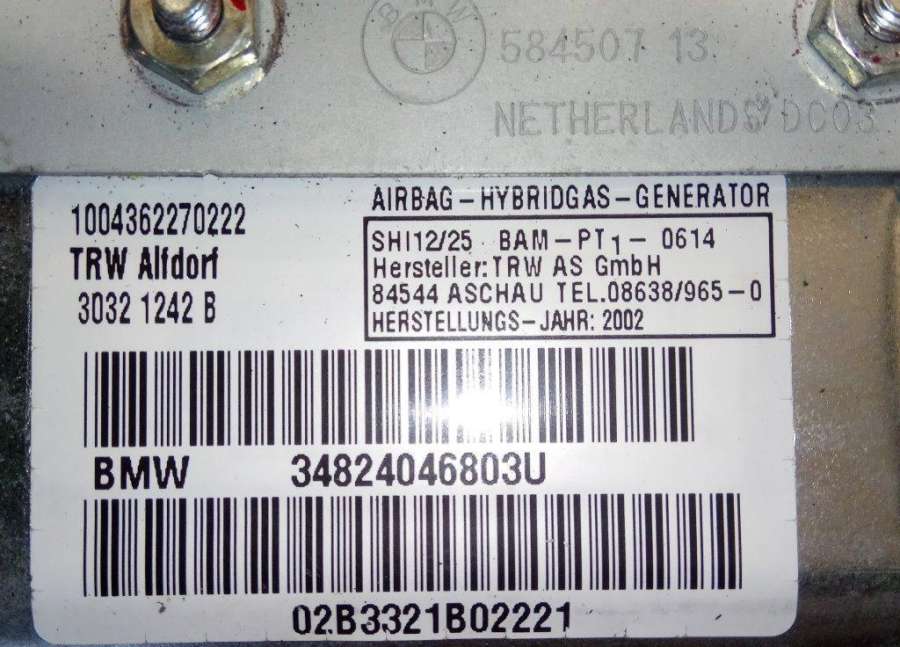 BMW
584507 13
NETHERLANDS DC03
1004362270222
TRW Alfdorf
3032 1242 B
AIRBAG-HYBRIDGAS-GENERATOR
SHI12/25 BAM-PT1-0614
Hersteller: TRW AS GmbH
84544 ASCHAU TEL.08638/965-0
HERSTELLUNGS-JAHR: 2002
BMW 34824046803U
02B3321B02221